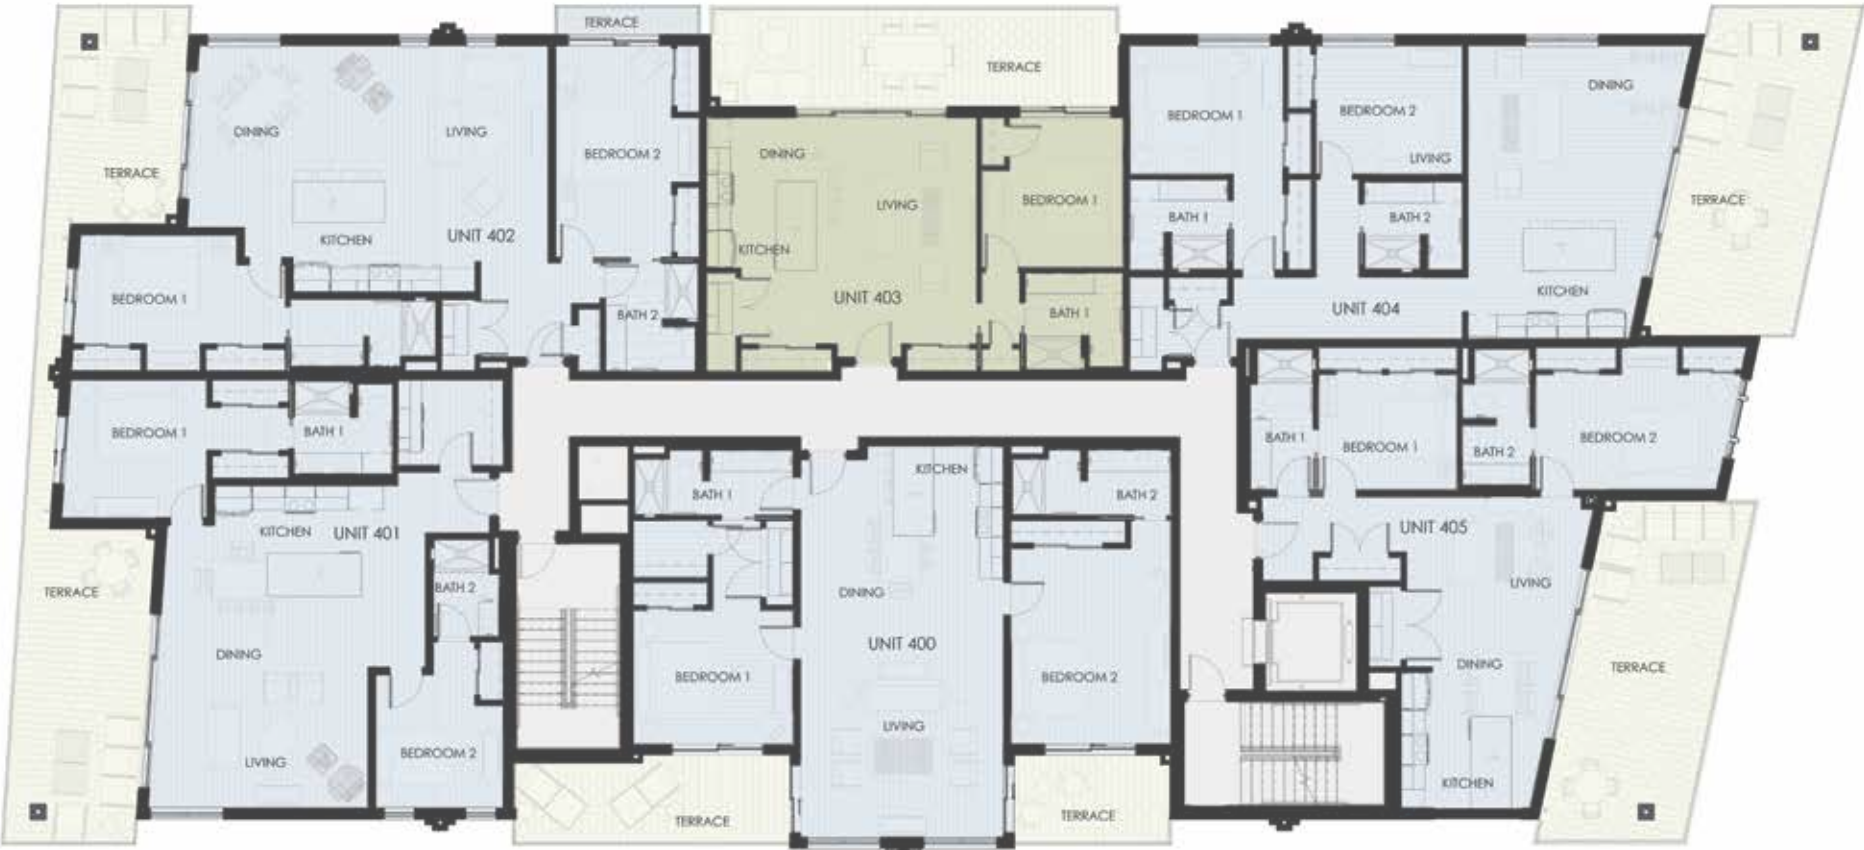 TERRACE
TERRACE
DINING
BEDROOM 1
BEDROOM 2
DINING
LIVING
BEDROOM 2
DINING
LIVING
TERRACE
LIVING
BEDROOM 1
TERRACE
BATH 1
BATH 2
KITCHEN
UNIT 402
KITCHEN
BEDROOM 1
UNIT 403
KITCHEN
BATH 2
BATH 1
UNIT 404
BEDROOM 1
BATH 1
BATH 1
BEDROOM 1
BATH 2
BEDROOM 2
KITCHEN
UNIT 401
BATH 1
KITCHEN
BATH 2
UNIT 405
TERRACE
BATH 2
DINING
LIVING
DINING
UNIT 400
DINING
TERRACE
BEDROOM 1
BEDROOM 2
LIVING
BEDROOM 2
LIVING
KITCHEN
TERRACE
TERRACE